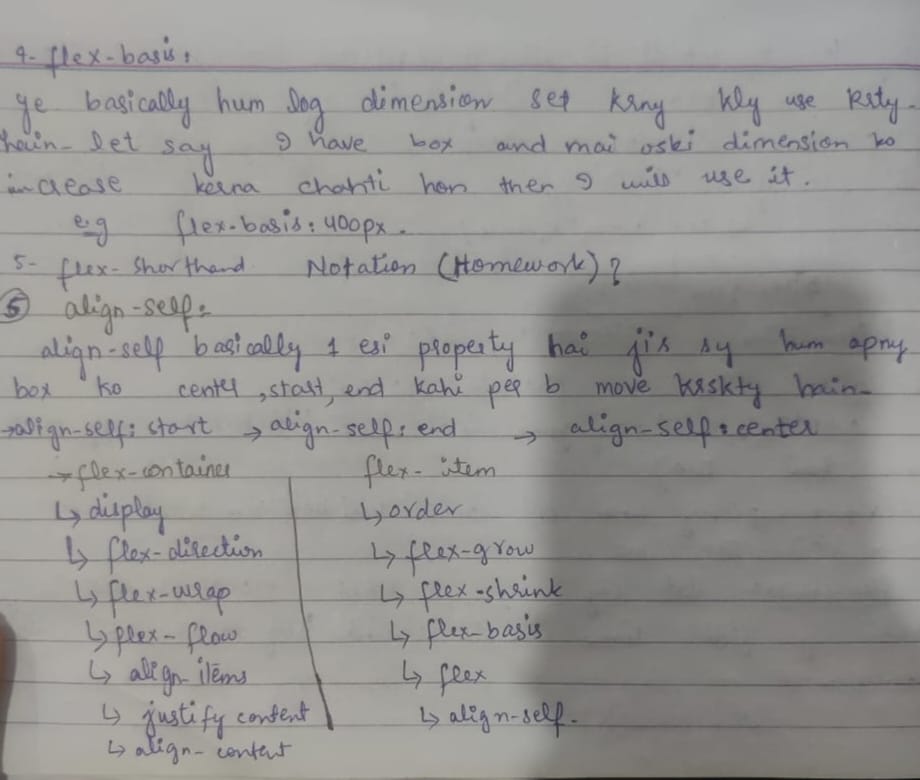 4- flex-basis:
ye basically hum log dimension set krny kly use krty
hain- let say I have box and mai oski dimension ko
increase kerna chahti hon then I will use it.
e.g flex-basis: 400px.
5- flex-shorthand Notation (Homework)?
5 align-self:
align-self basically 1 esi property hai jis sy hum apny
box ko center, start, end kahi per b move krskty hain-
→align-self: start → align-self: end → align-self: center
→ flex-container flex-item
↳ display ↳ order
↳ flex-direction ↳ flex-grow
↳ flex-wrap ↳ flex-shrink
↳ flex-flow ↳ flex-basis
↳ align-items ↳ flex
↳ justify content ↳ align-self.
↳ align-content